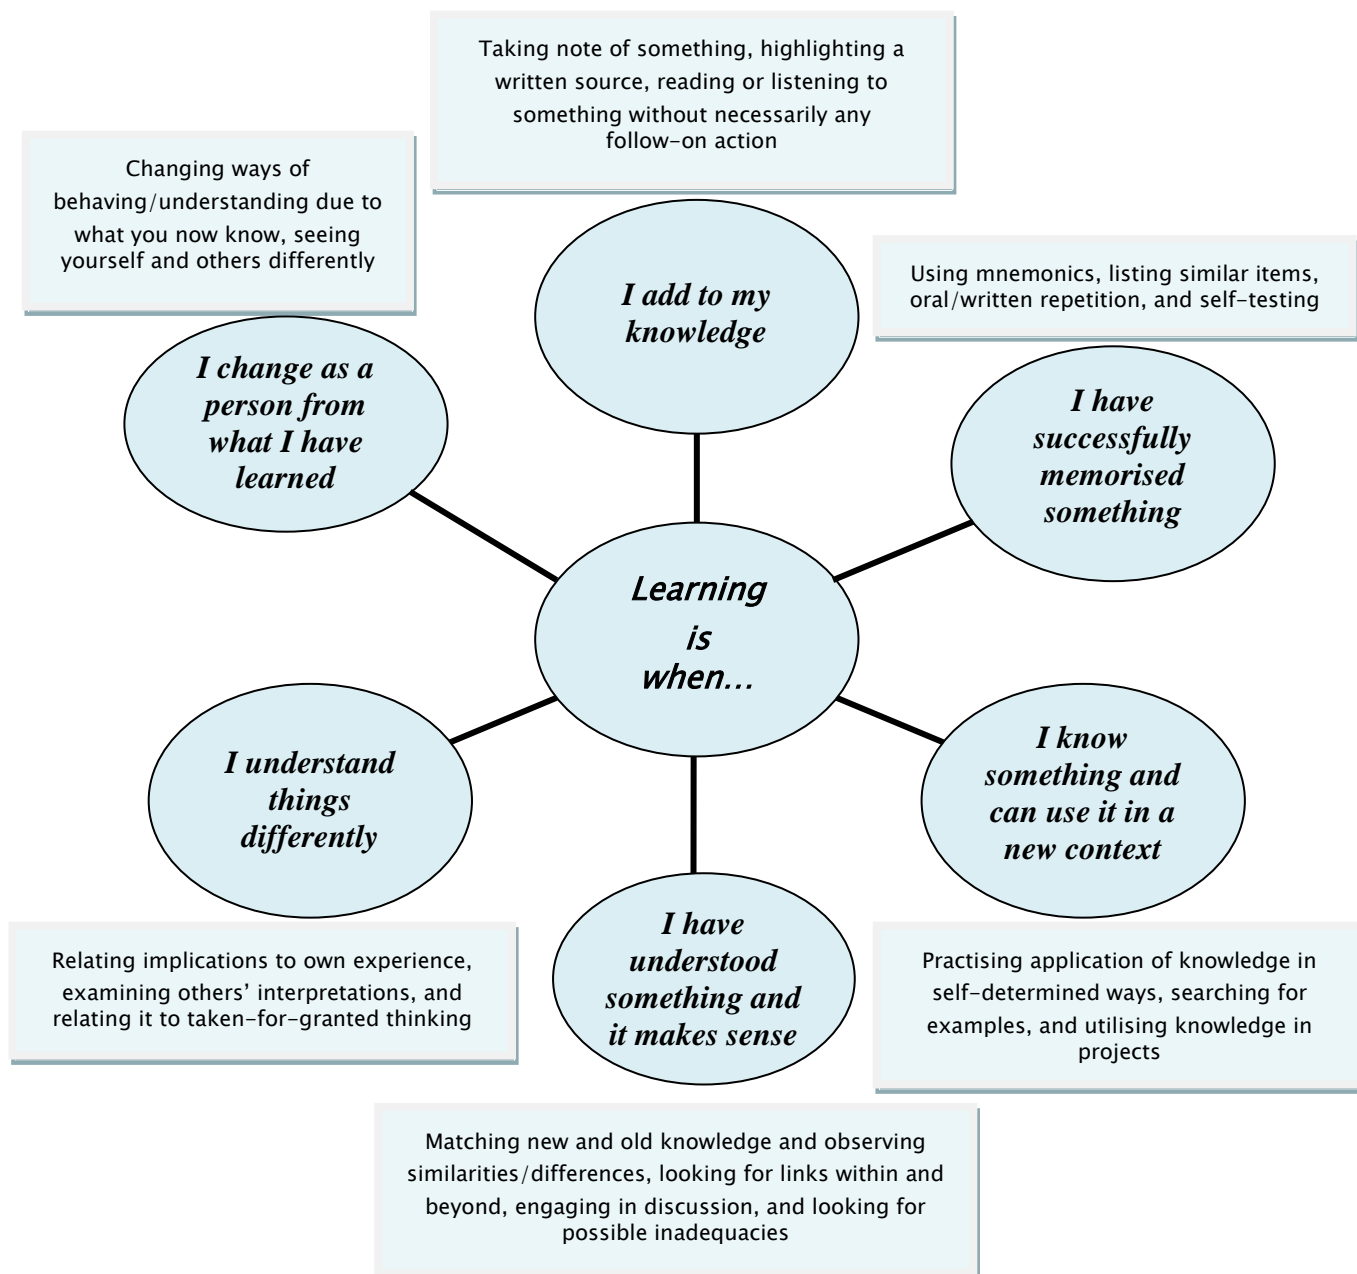 Taking note of something, highlighting a
written source, reading or listening to
something without necessarily any
follow-on action
Changing ways of
behaving/understanding due to
what you now know, seeing
yourself and others differently
Using mnemonics, listing similar items,
oral/written repetition, and self-testing
I add to my
knowledge
I change as a
person from
what I have
learned
I have
successfully
memorised
something
Learning
is
when...
I understand
things
differently
I know
something and
can use it in a
new context
I have
understood
something and
it makes sense
Relating implications to own experience,
examining others’ interpretations, and
relating it to taken-for-granted thinking
Practising application of knowledge in
self-determined ways, searching for
examples, and utilising knowledge in
projects
Matching new and old knowledge and observing
similarities/differences, looking for links within and
beyond, engaging in discussion, and looking for
possible inadequacies